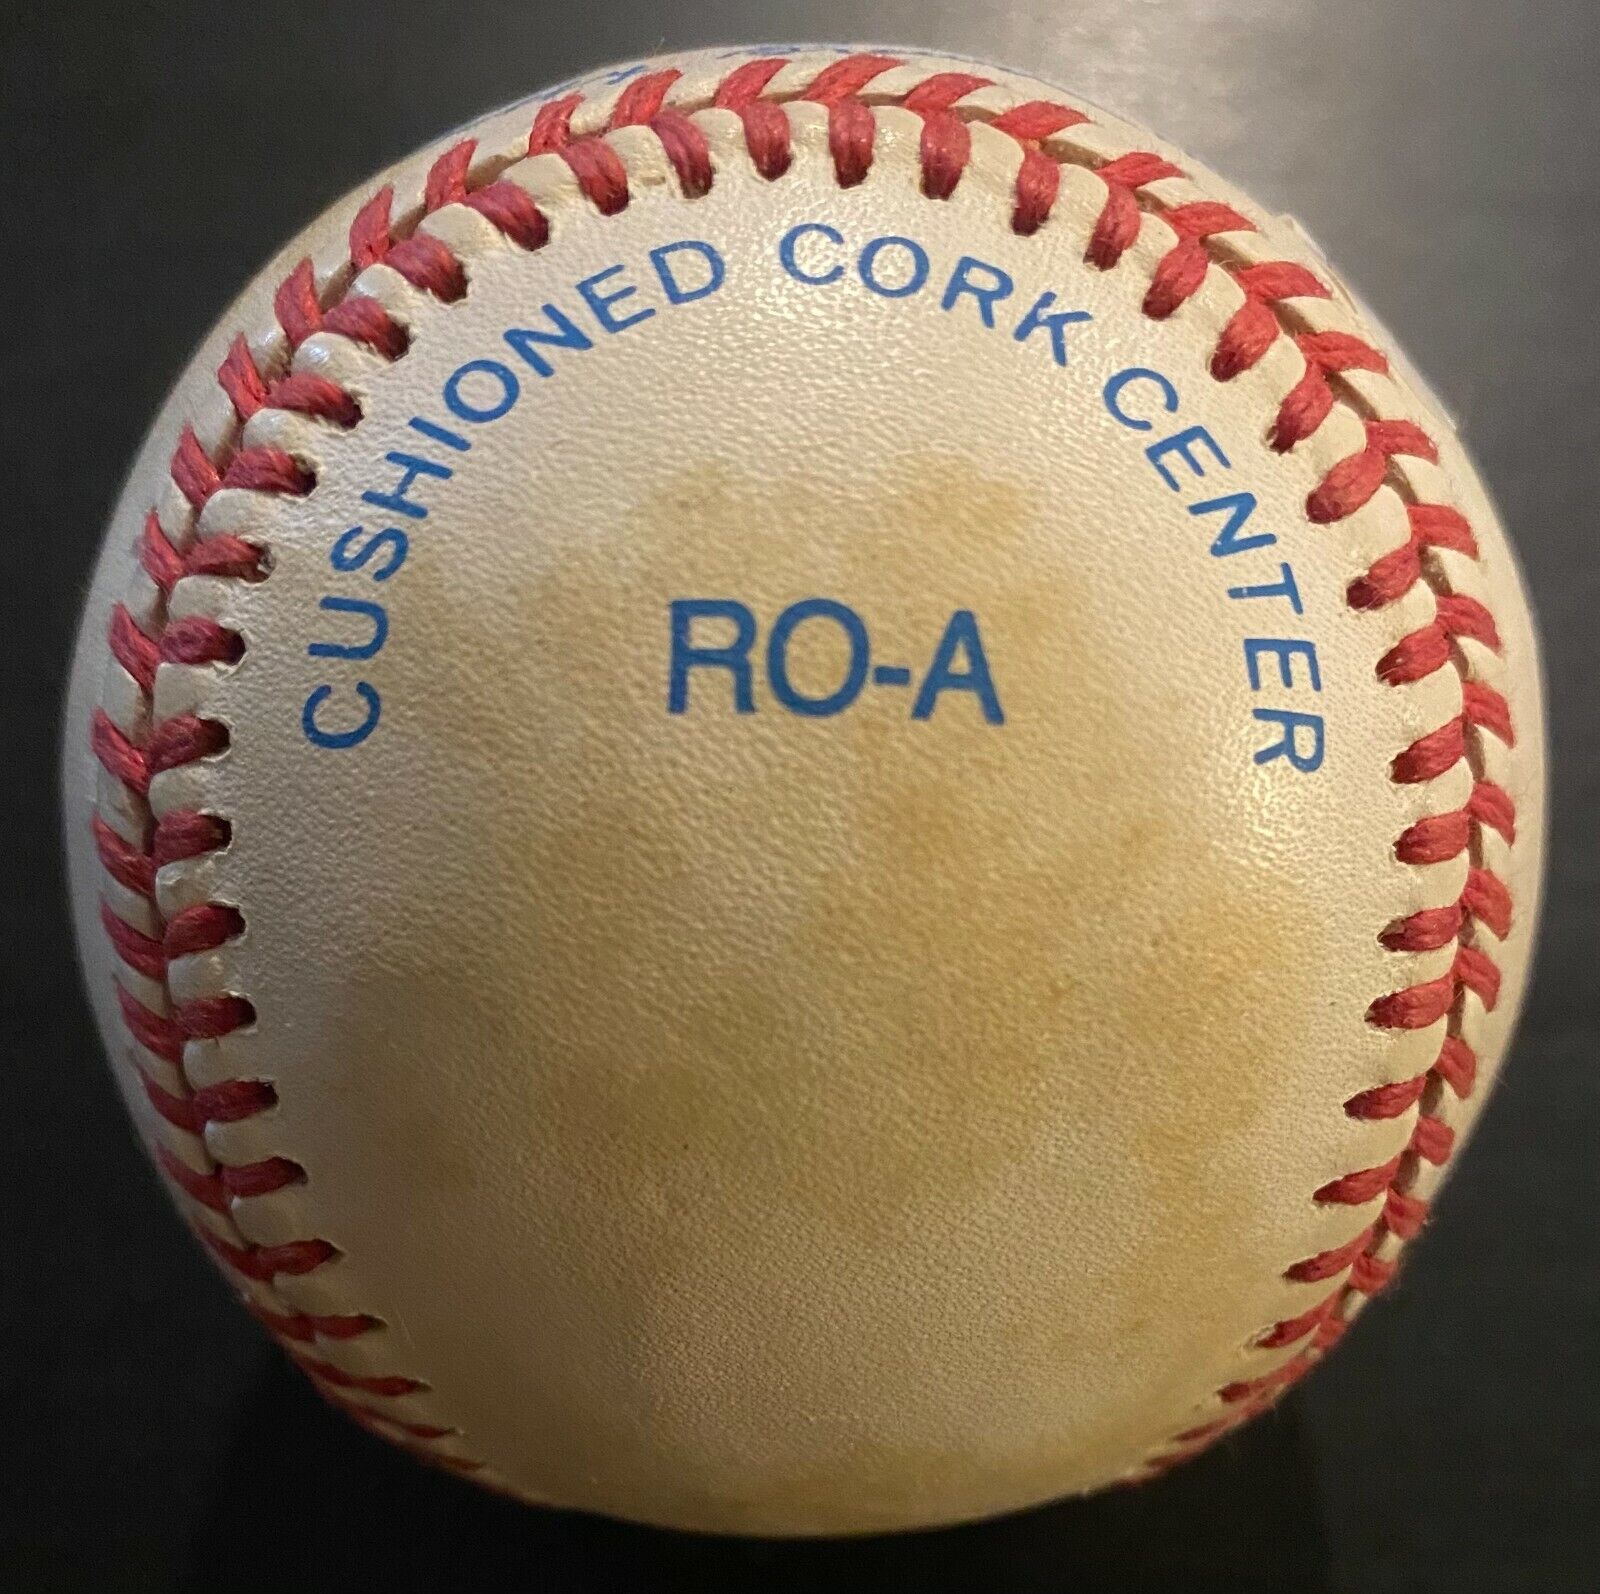 CUSHIONED CORK CENTER
RO-A